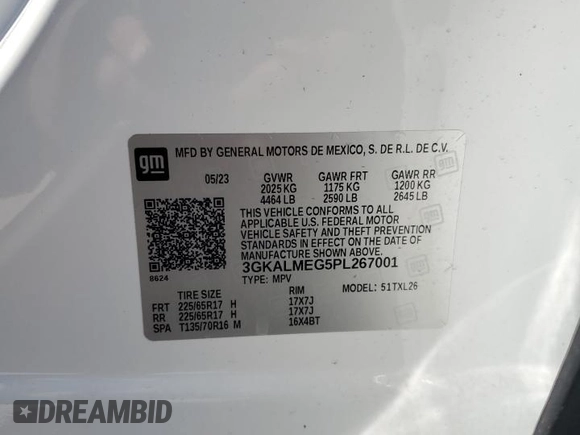 gm
MFD BY GENERAL MOTORS DE MEXICO, S. DE R.L. DE C.V.
05/23 GVWR GAWR FRT GAWR RR
2025 KG 1175 KG 1200 KG
4464 LB 2590 LB 2645 LB
THIS VEHICLE CONFORMS TO ALL
APPLICABLE U.S. FEDERAL MOTOR
VEHICLE SAFETY AND THEFT PREVENTION
STANDARDS IN EFFECT ON THE DATE OF
MANUFACTURE SHOWN ABOVE.
3GKALMEG5PL267001
8624 TYPE: MPV MODEL: 51TXL26
TIRE SIZE RIM
FRT 225/65R17 H 17X7J
RR 225/65R17 H 17X7J
SPA T135/70R16 M 16X4BT
DREAMBID